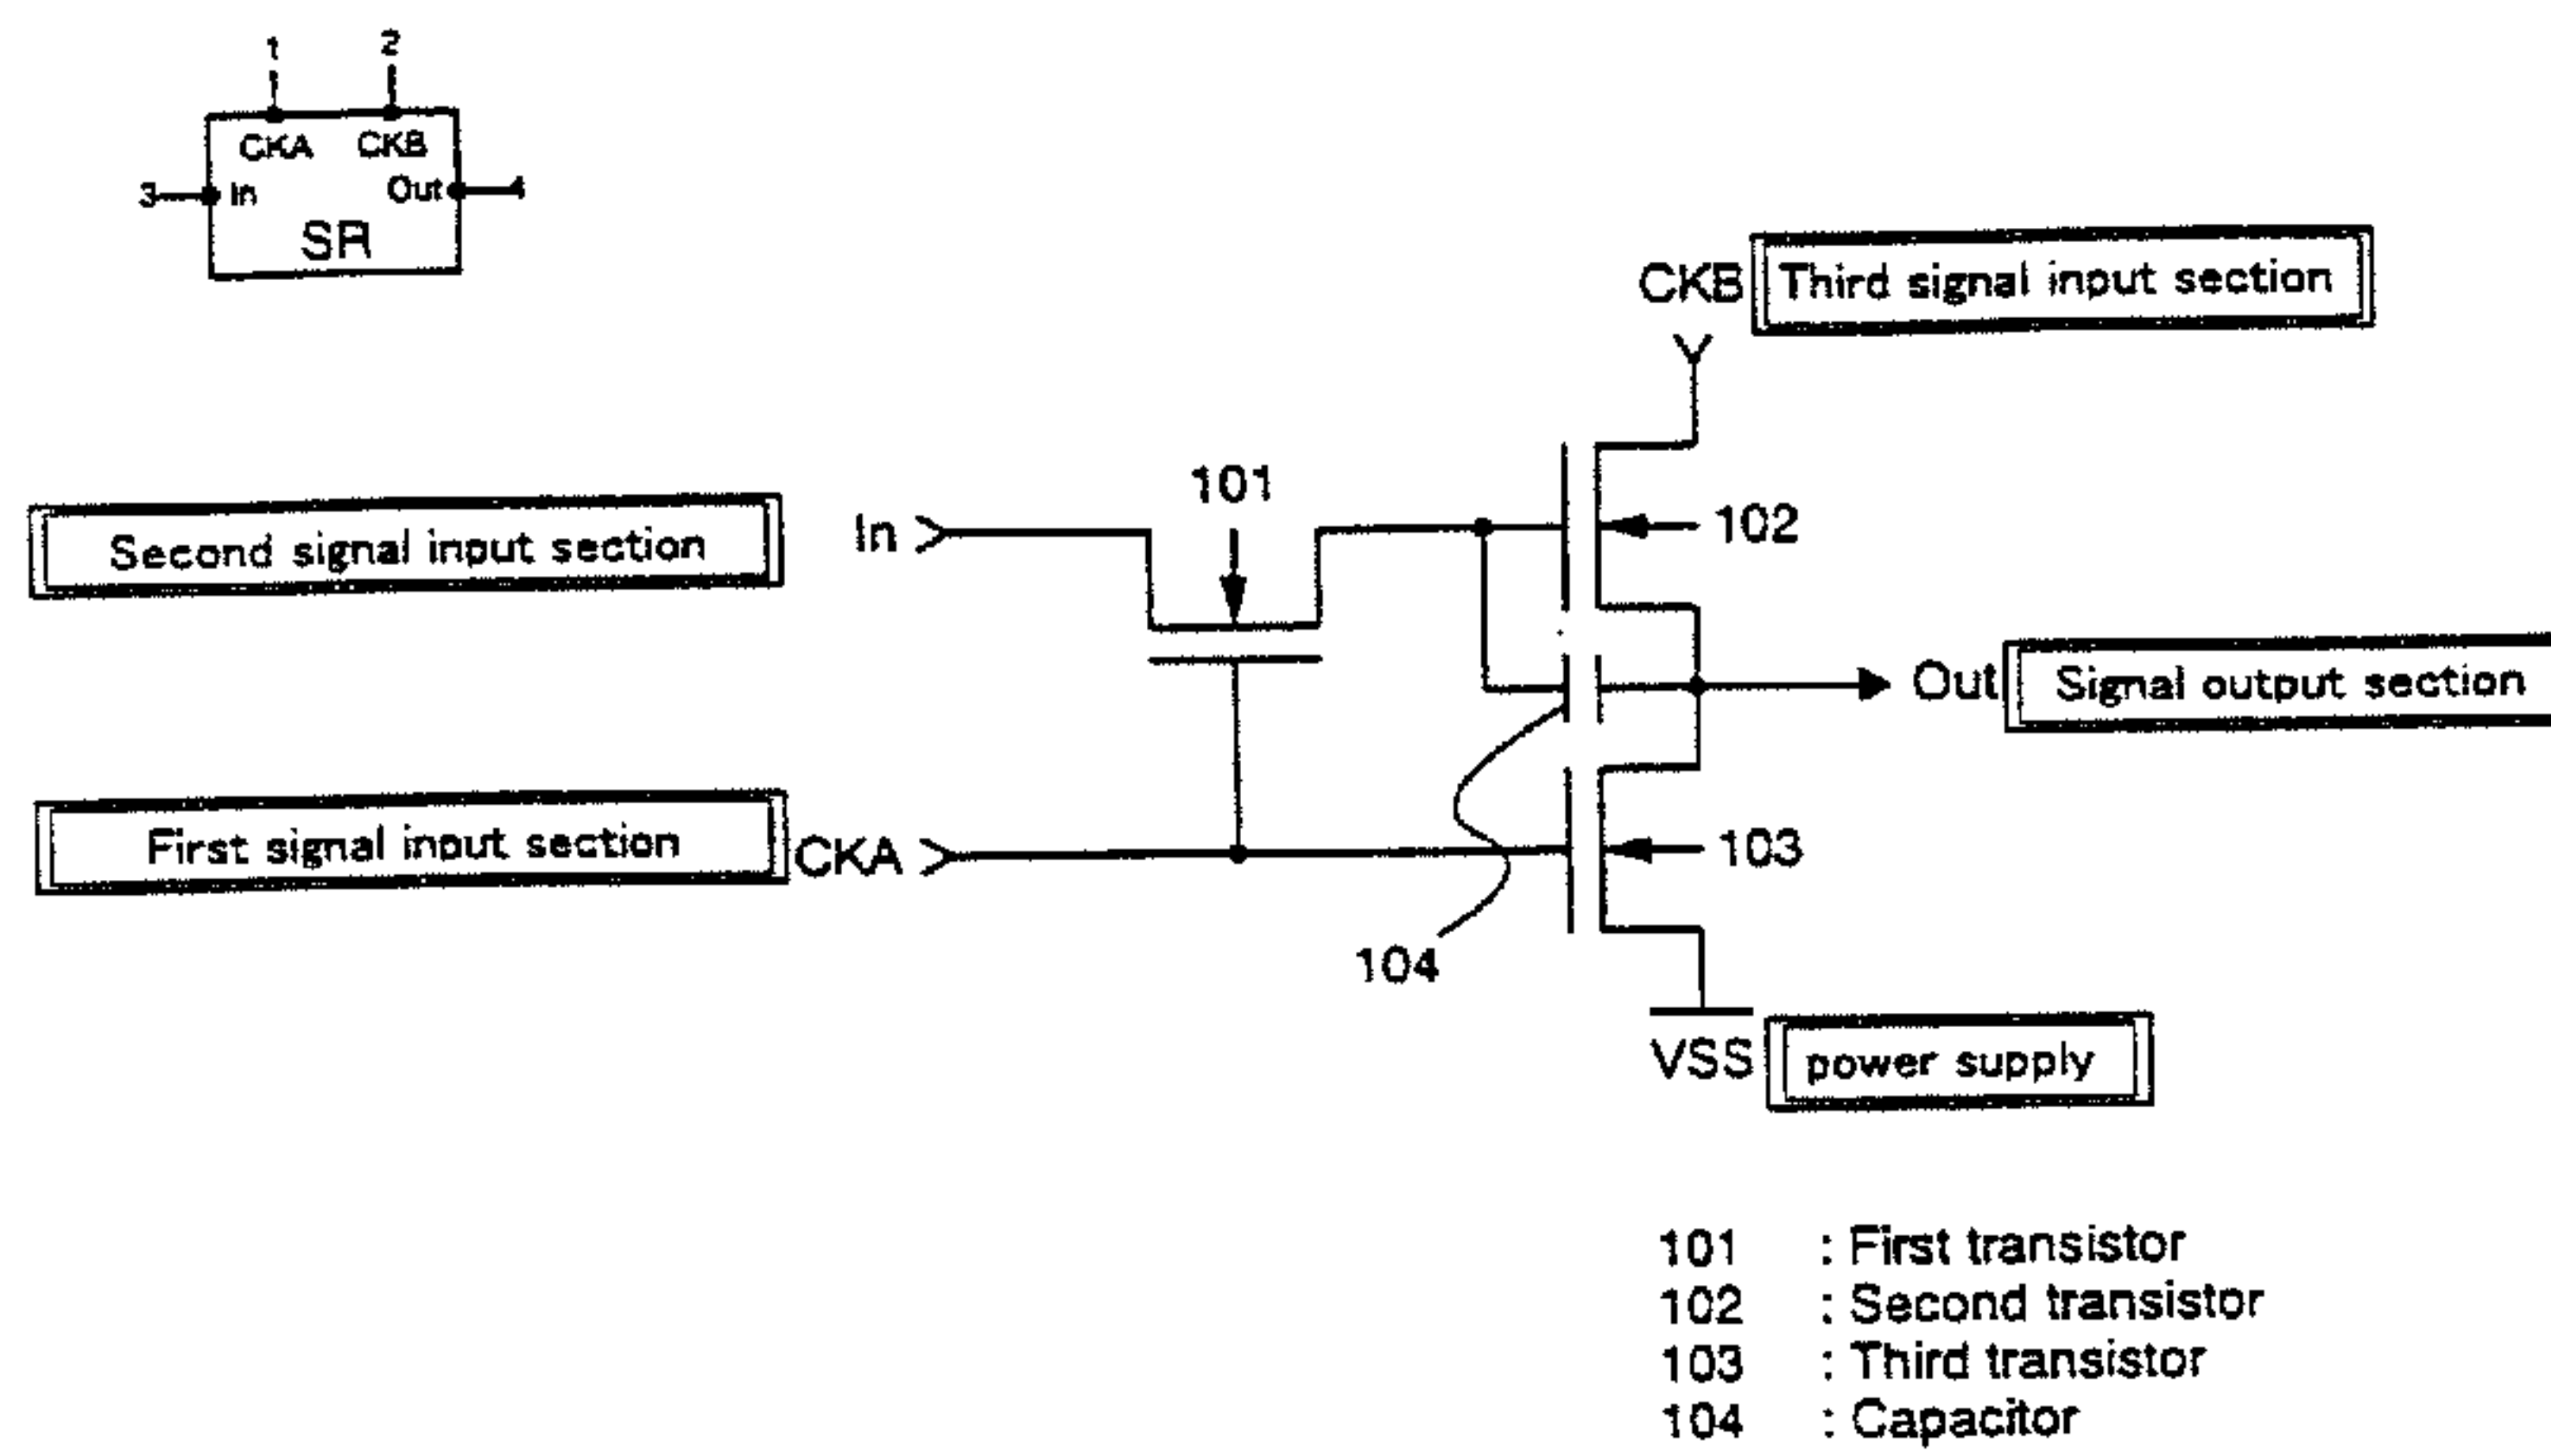 1 2
CKA CKB
3 In Out 4
SR
CKB Third signal input section
101
Second signal input section In 102
Out Signal output section
First signal input section CKA 103
104
VSS power supply
101 : First transistor
102 : Second transistor
103 : Third transistor
104 : Capacitor